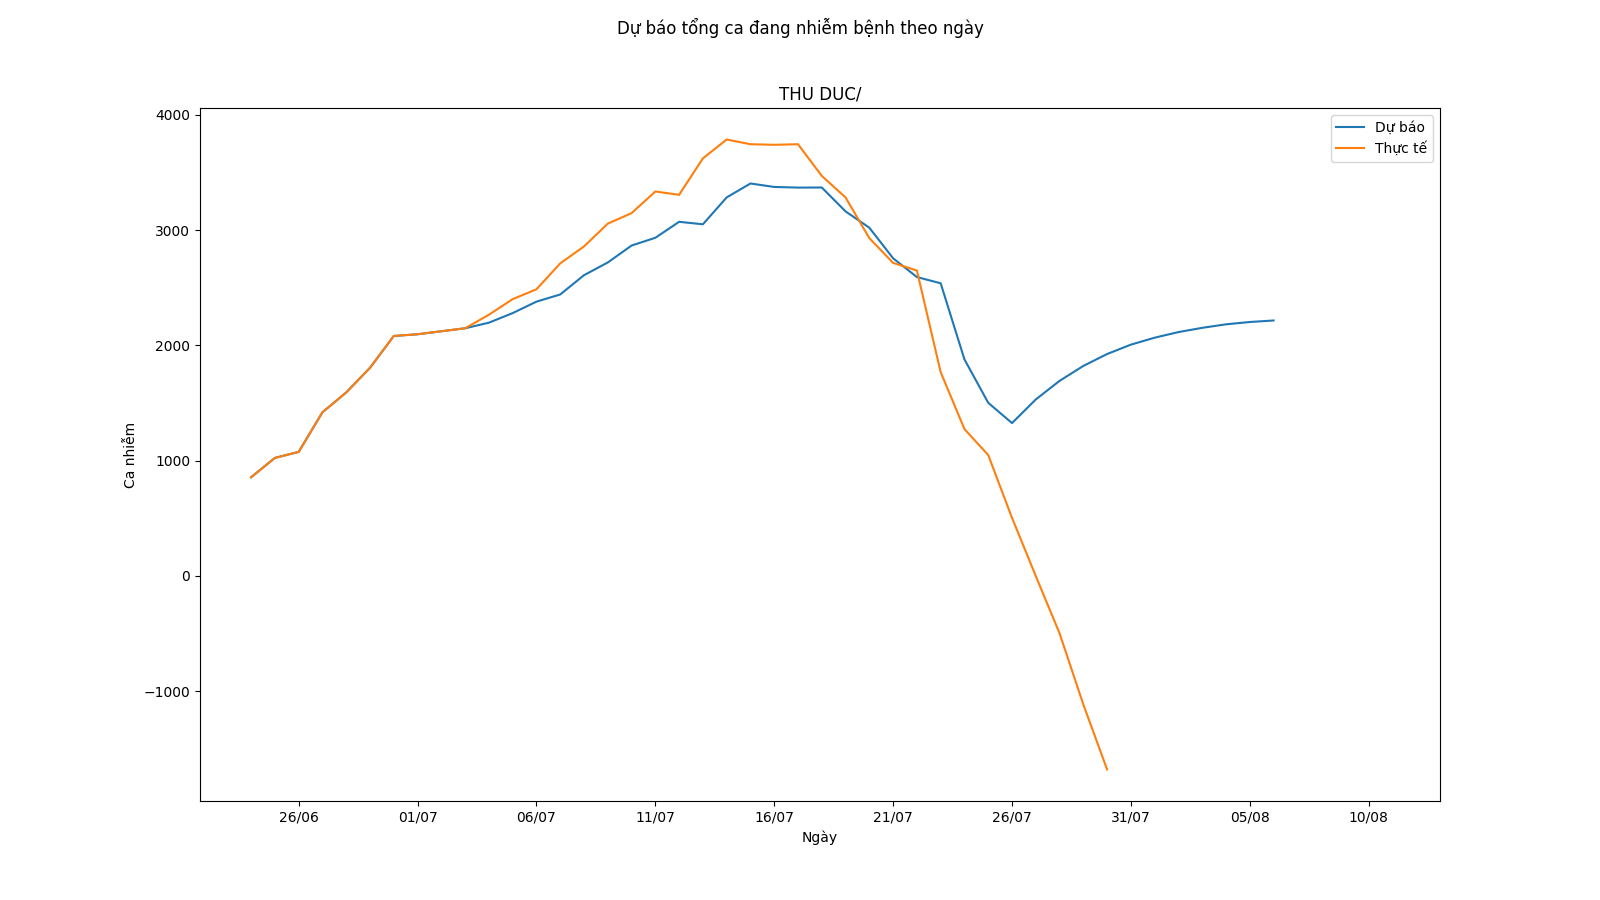 Dự báo tổng ca đang nhiễm bệnh theo ngày
THU DUC/
Dự báo
Thực tế
4000
3000
2000
1000
0
−1000
Ca nhiễm
26/06
01/07
06/07
11/07
16/07
21/07
26/07
31/07
05/08
10/08
Ngày